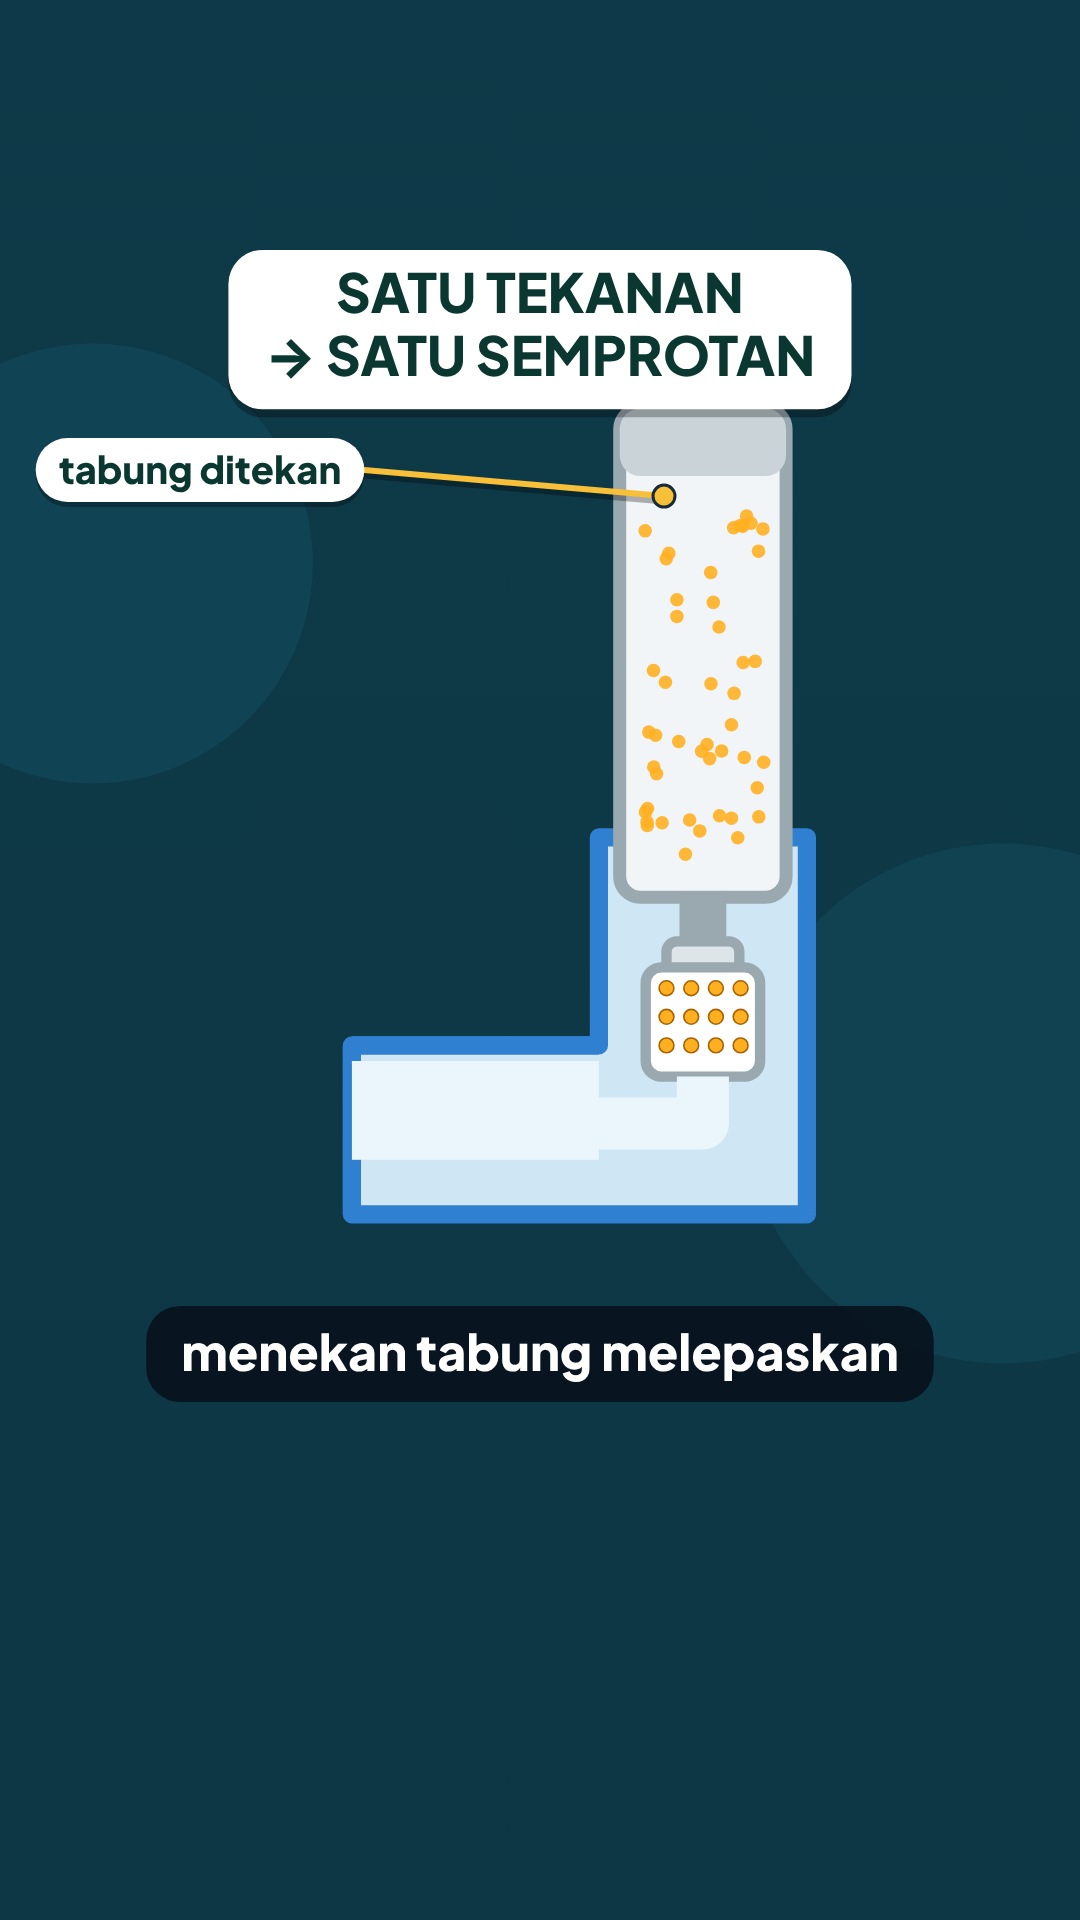 SATU TEKANAN
→ SATU SEMPROTAN
tabung ditekan
menekan tabung melepaskan